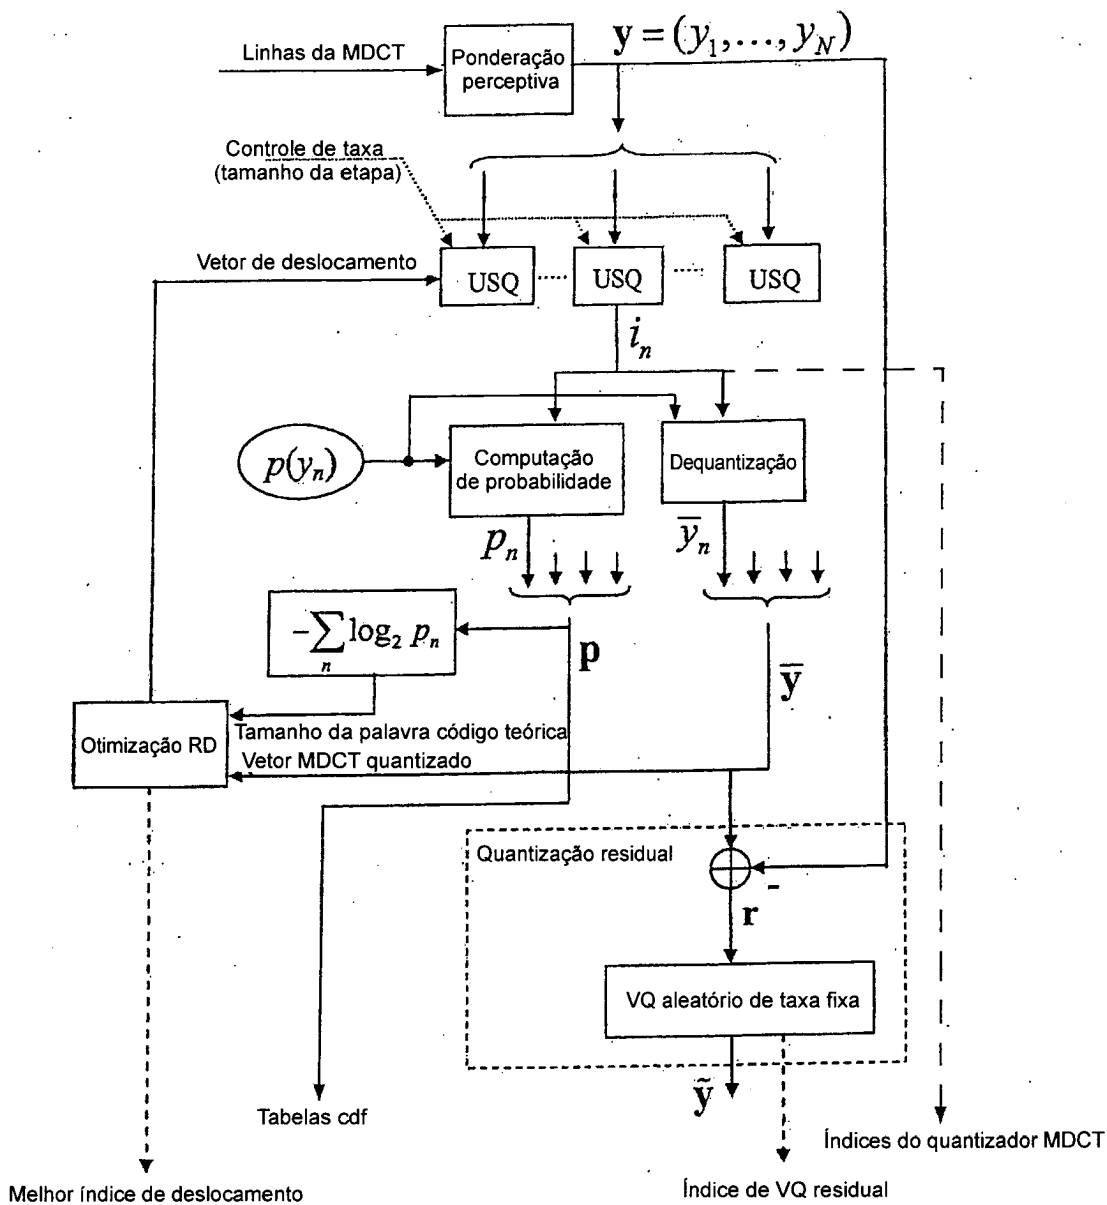 Linhas da MDCT
Ponderação
perceptiva
y = (y₁,…, y_N)
Controle de taxa
(tamanho da etapa)
Vetor de deslocamento
USQ
USQ
USQ
iₙ
p(yₙ)
Computação
de probabilidade
Dequantização
pₙ
ȳₙ
−∑ₙ log₂ pₙ
p
ȳ
Otimização RD
Tamanho da palavra código teórica
Vetor MDCT quantizado
Quantização residual
-
r
VQ aleatório de taxa fixa
ỹ
Tabelas cdf
Índices do quantizador MDCT
Melhor índice de deslocamento
Índice de VQ residual